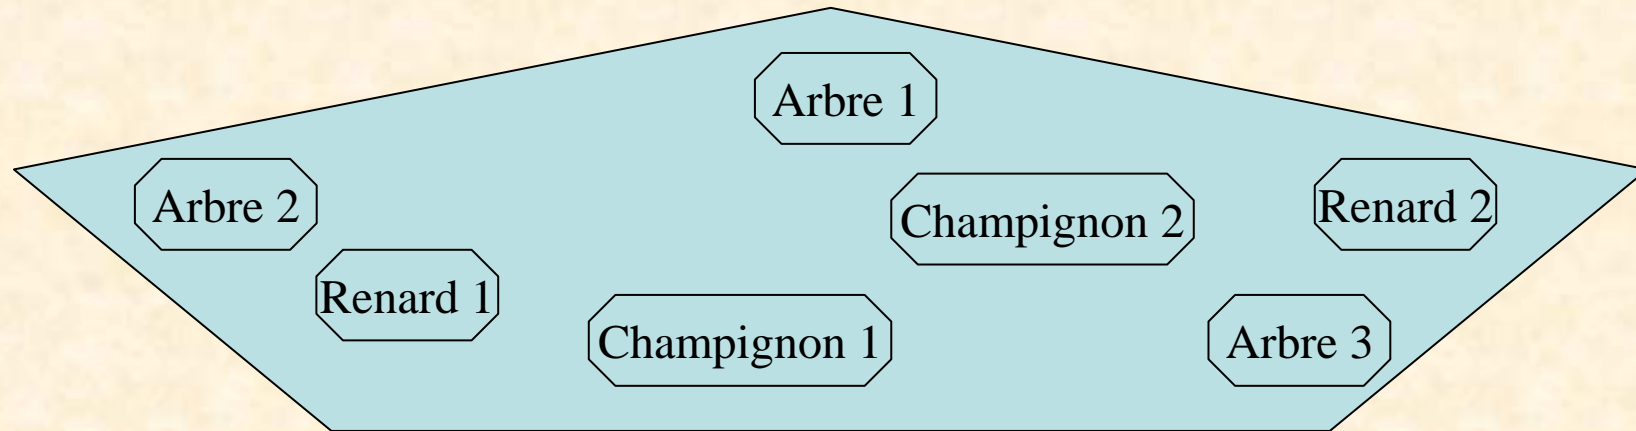 Arbre 1
Arbre 2
Champignon 2
Renard 2
Renard 1
Champignon 1
Arbre 3